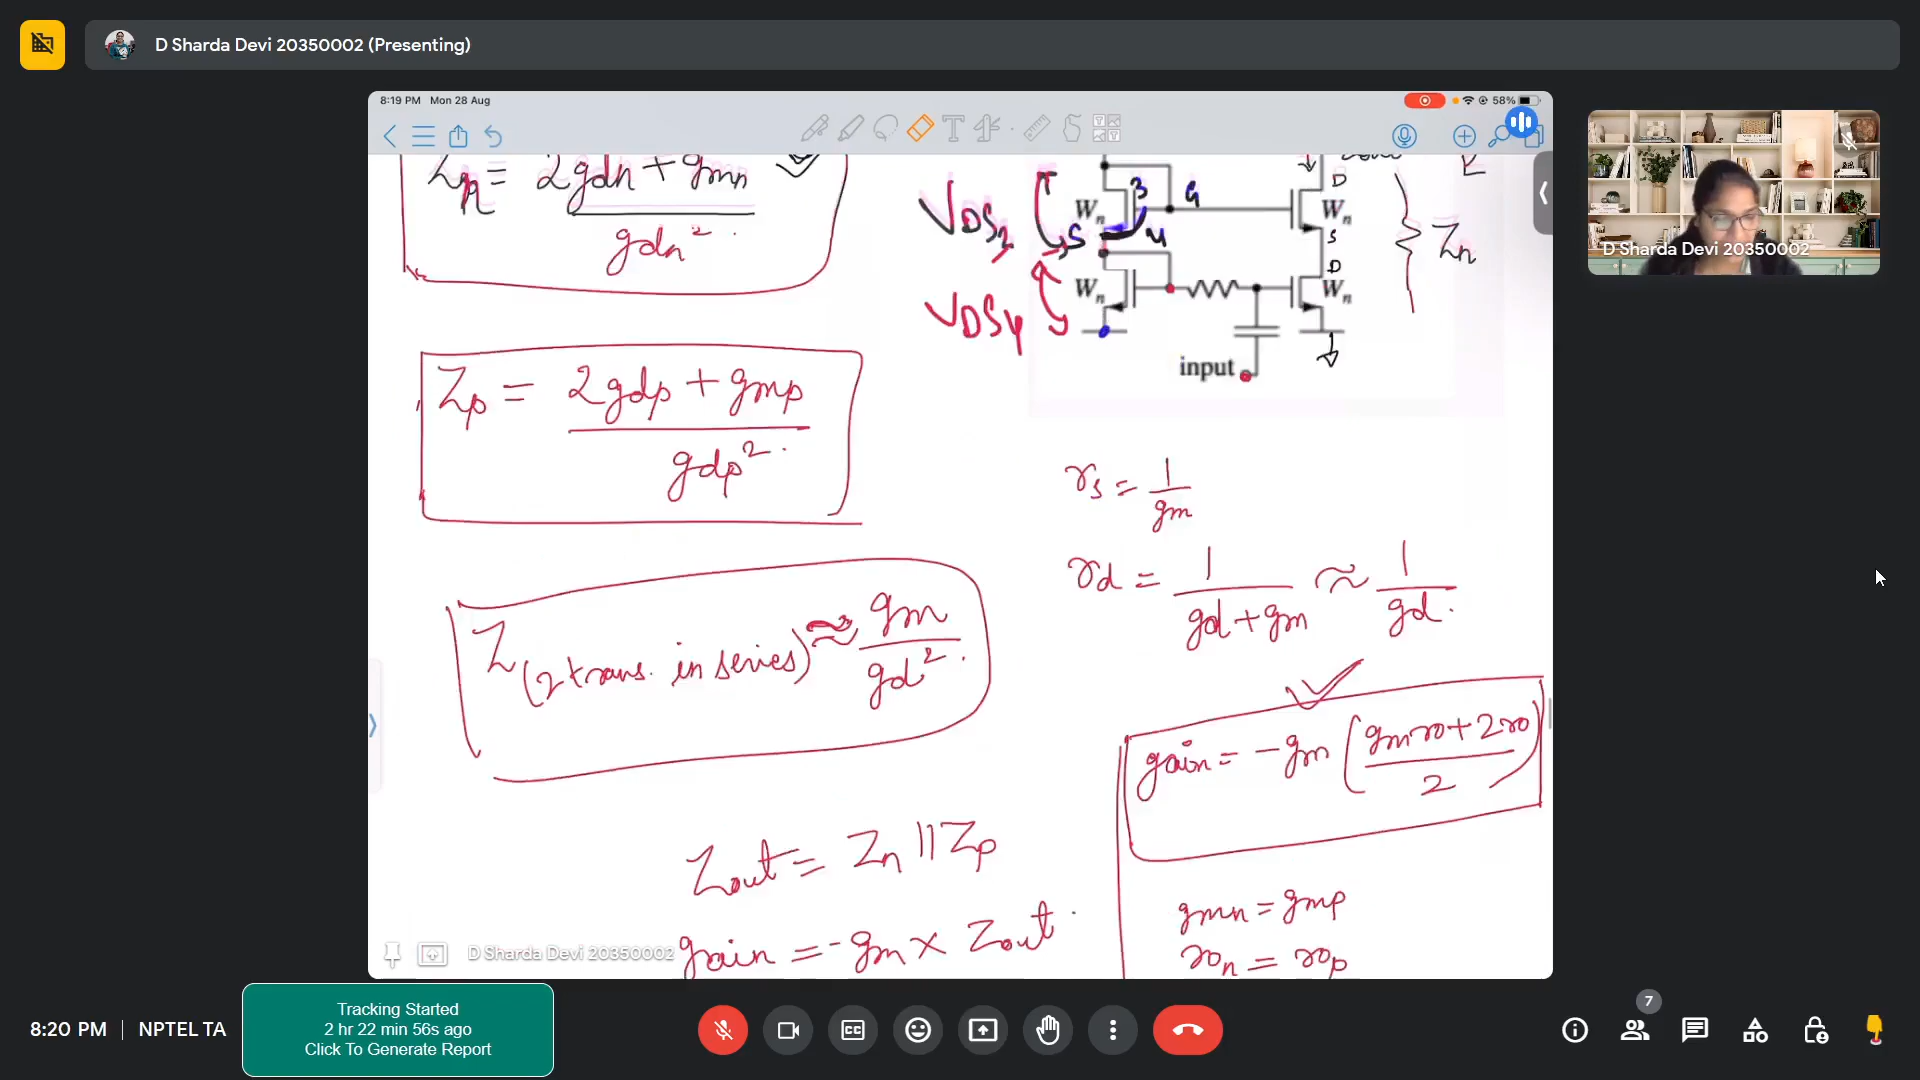 D Sharda Devi 20350002 (Presenting)
8:19 PM Mon 28 Aug
58%
Zn = 2gdn + gmn
gdn²
Zp = 2gdp + gmp
gdp²
Z(2 trans. in series) ≈ gm
gd²
Zout = Zn || Zp
gain = -gm × Zout
VDS3
VDS4
Wn
B
G
D
Wn
S
S
4
D
Wn
Wn
Zn
input
rs = 1
gm
rd = 1 ≈ 1
gd + gm gd
gain = -gm (gmro + 2ro)
2
gmn = gmp
ron = rop
D Sharda Devi 20350002
D Sharda Devi 20350002
8:20 PM | NPTEL TA
Tracking Started
2 hr 22 min 56s ago
Click To Generate Report
CC
7